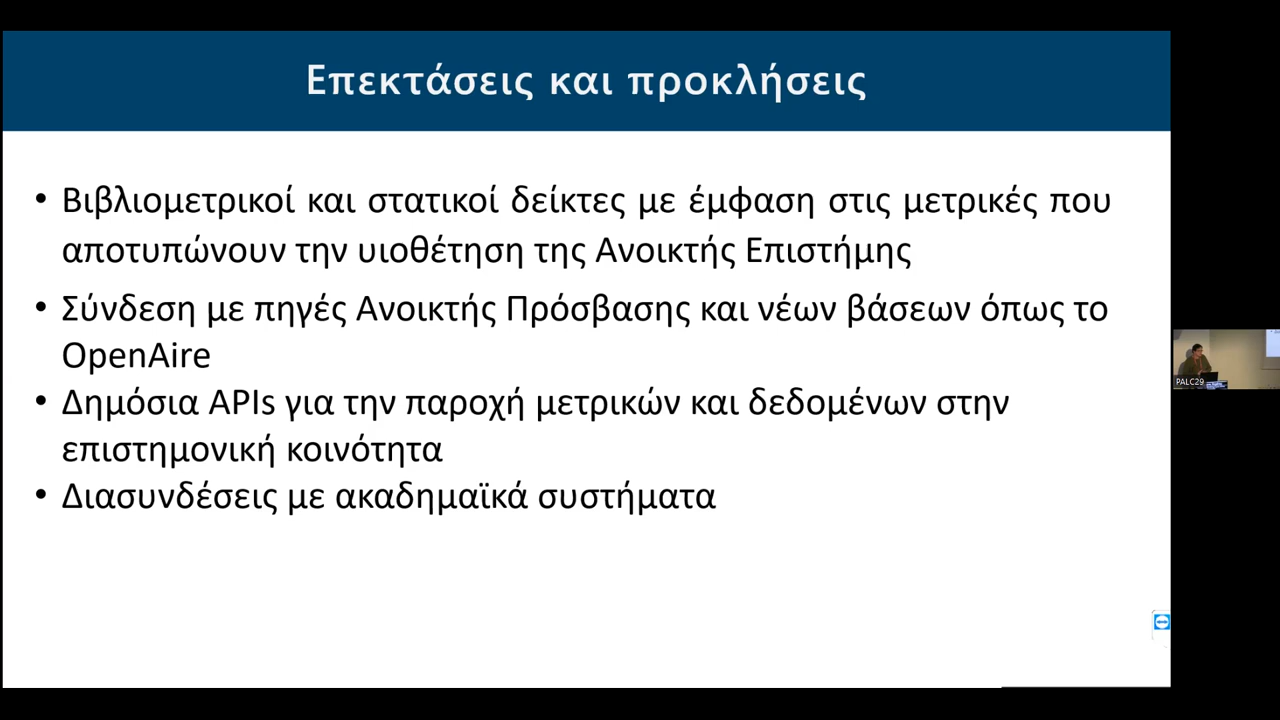 Επεκτάσεις και προκλήσεις
• Βιβλιομετρικοί και στατικοί δείκτες με έμφαση στις μετρικές που
αποτυπώνουν την υιοθέτηση της Ανοικτής Επιστήμης
• Σύνδεση με πηγές Ανοικτής Πρόσβασης και νέων βάσεων όπως το
OpenAire
• Δημόσια APIs για την παροχή μετρικών και δεδομένων στην
επιστημονική κοινότητα
• Διασυνδέσεις με ακαδημαϊκά συστήματα
PALC29